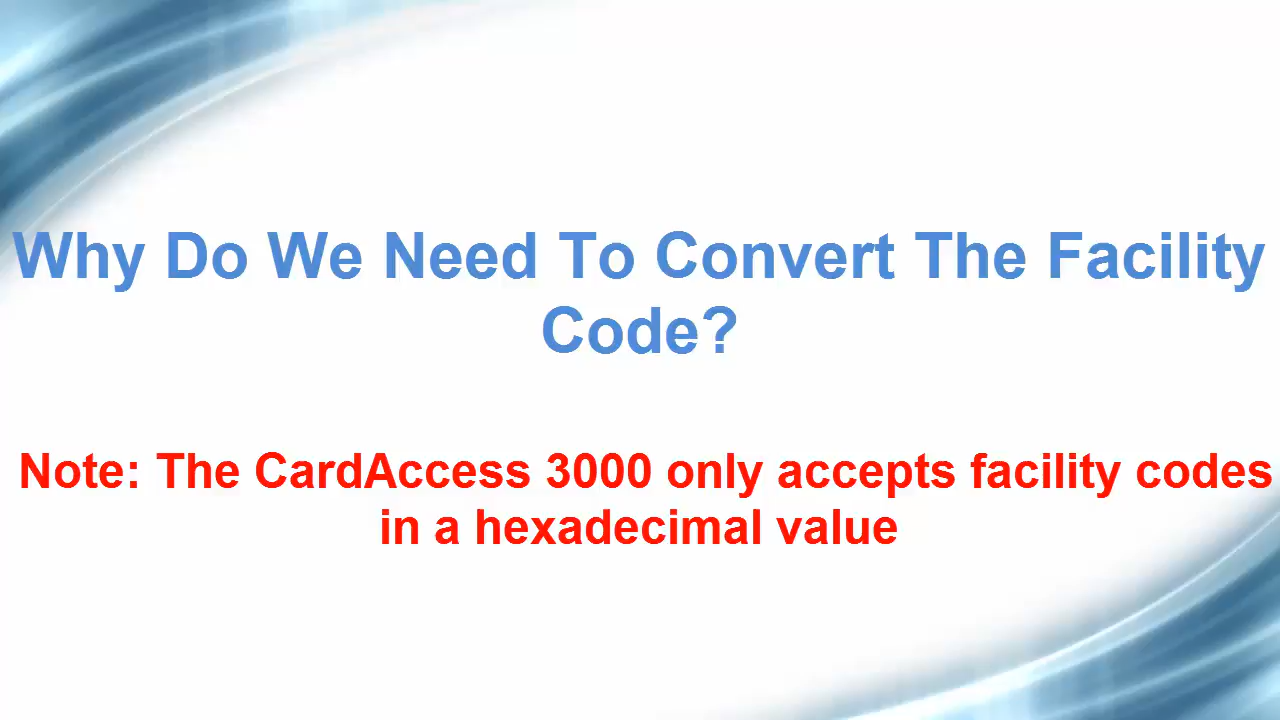 Why Do We Need To Convert The Facility
Code?
Note: The CardAccess 3000 only accepts facility codes
in a hexadecimal value